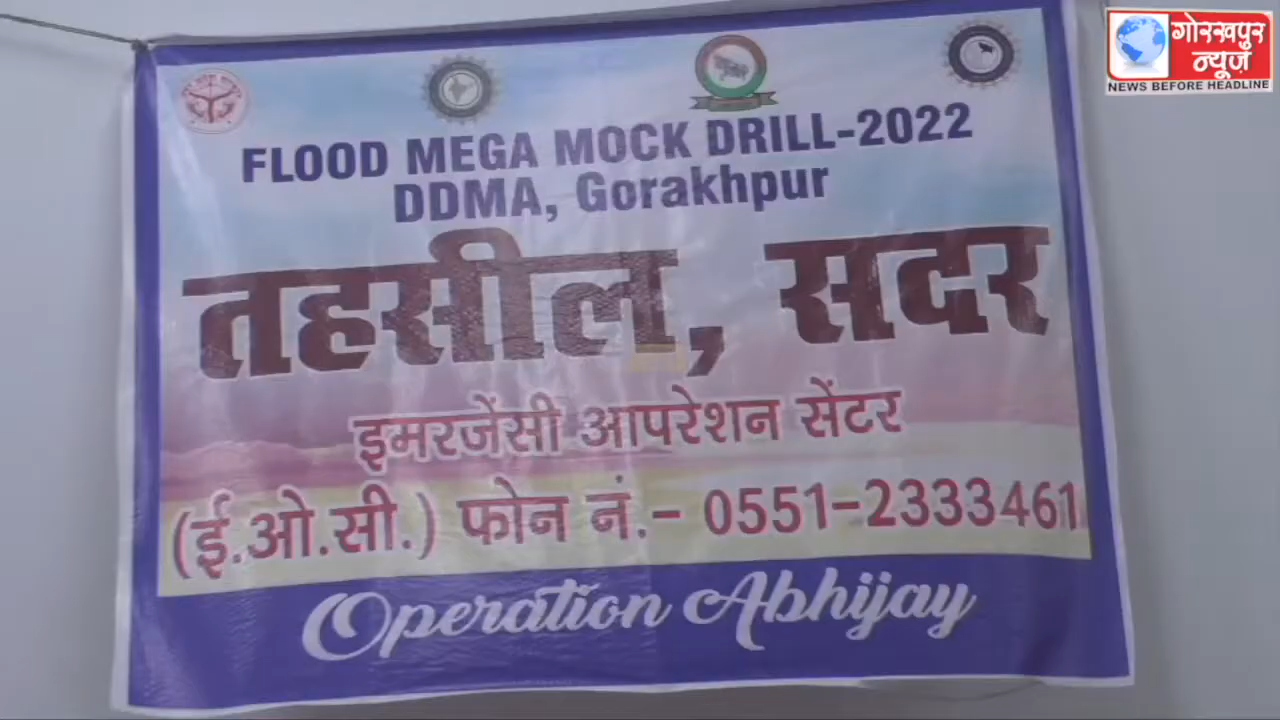 गोरखपुर
न्यूज़
NEWS BEFORE HEADLINE
FLOOD MEGA MOCK DRILL-2022
DDMA, Gorakhpur
तहसील, सदर
इमरजेंसी आपरेशन सेंटर
(ई.ओ.सी.) फोन नं.- 0551-2333461
Operation Abhijay